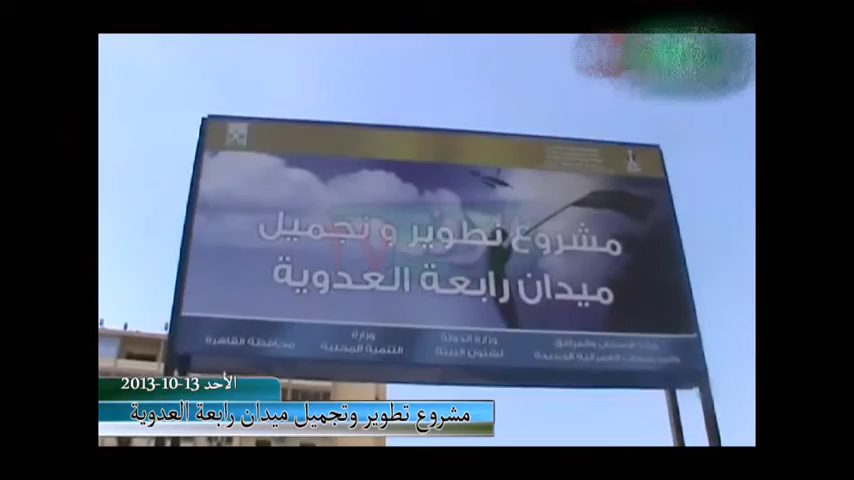 مشروع تطوير و تجميل
ميدان رابعة العدوية
وزارة الدولة
لشئون البيئة
وزارة
التنمية المحلية
محافظة القاهرة
الأحد 13-10-2013
مشروع تطوير وتجميل ميدان رابعة العدوية